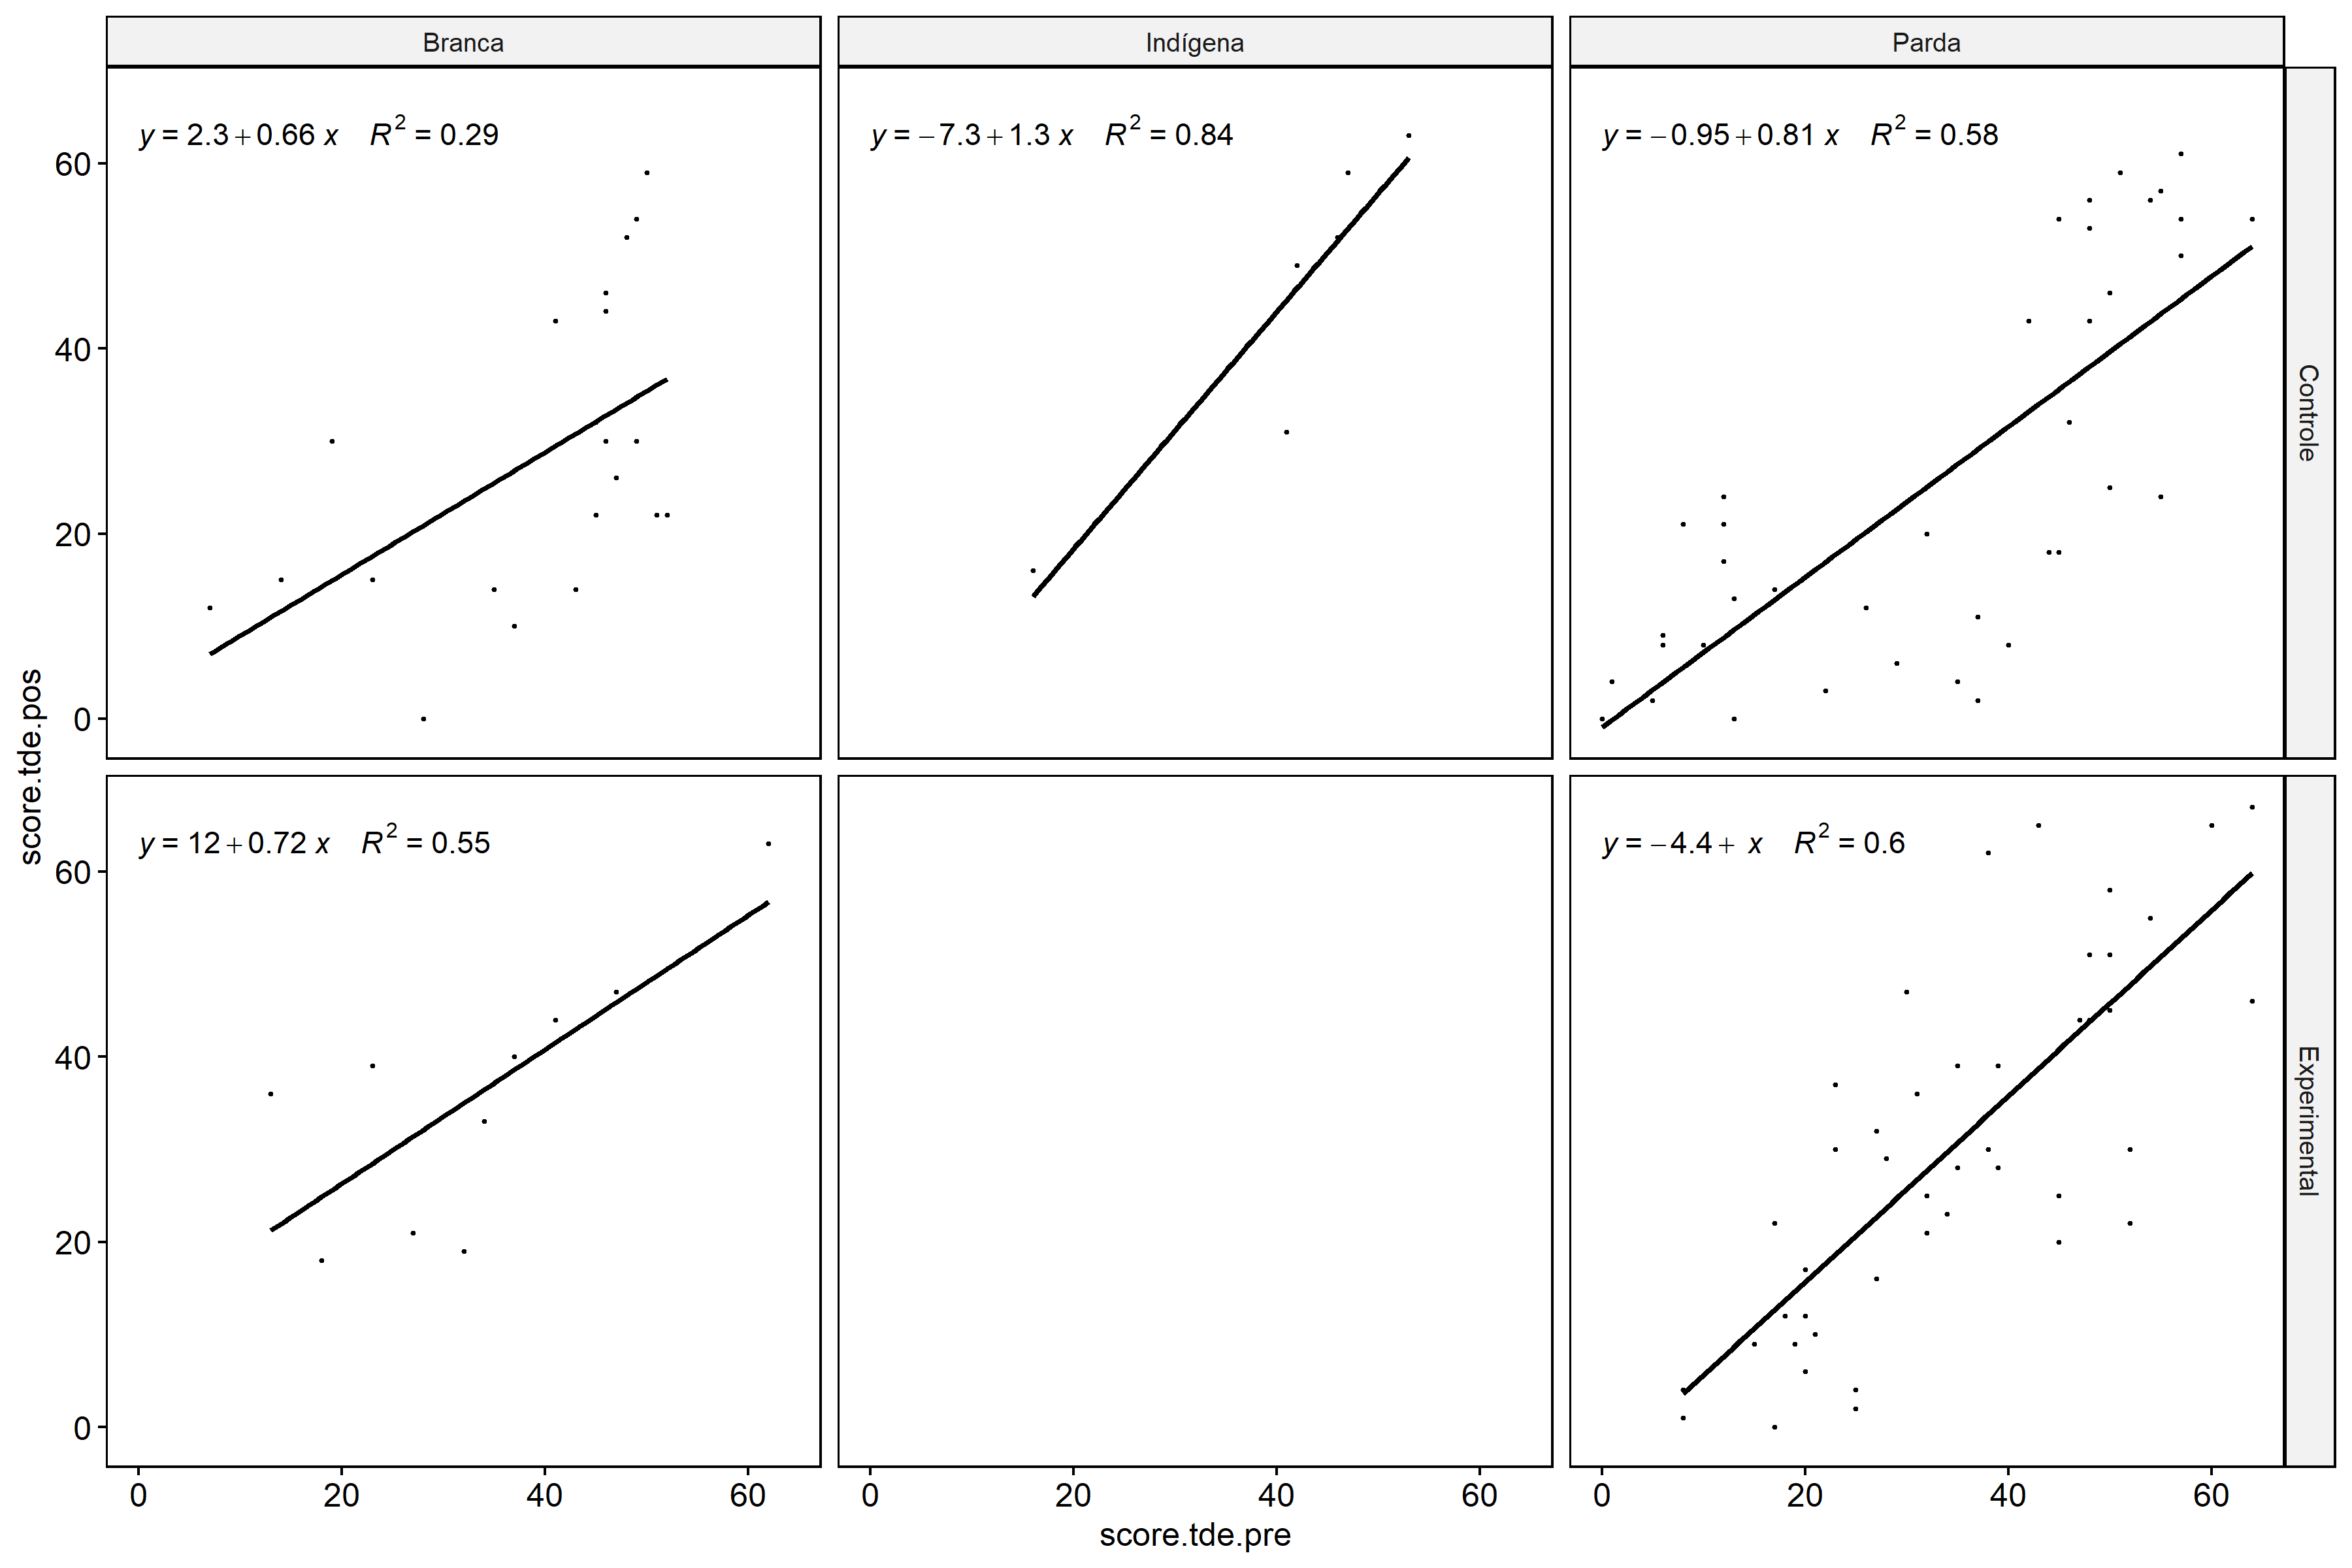 Branca Indígena Parda
y = 2.3 + 0.66 x R² = 0.29
y = −7.3 + 1.3 x R² = 0.84
y = −0.95 + 0.81 x R² = 0.58
60
40
20
0
Controle
score.tde.pos
y = 12 + 0.72 x R² = 0.55
y = −4.4 + x R² = 0.6
60
40
20
0
Experimental
0 20 40 60 0 20 40 60 0 20 40 60
score.tde.pre